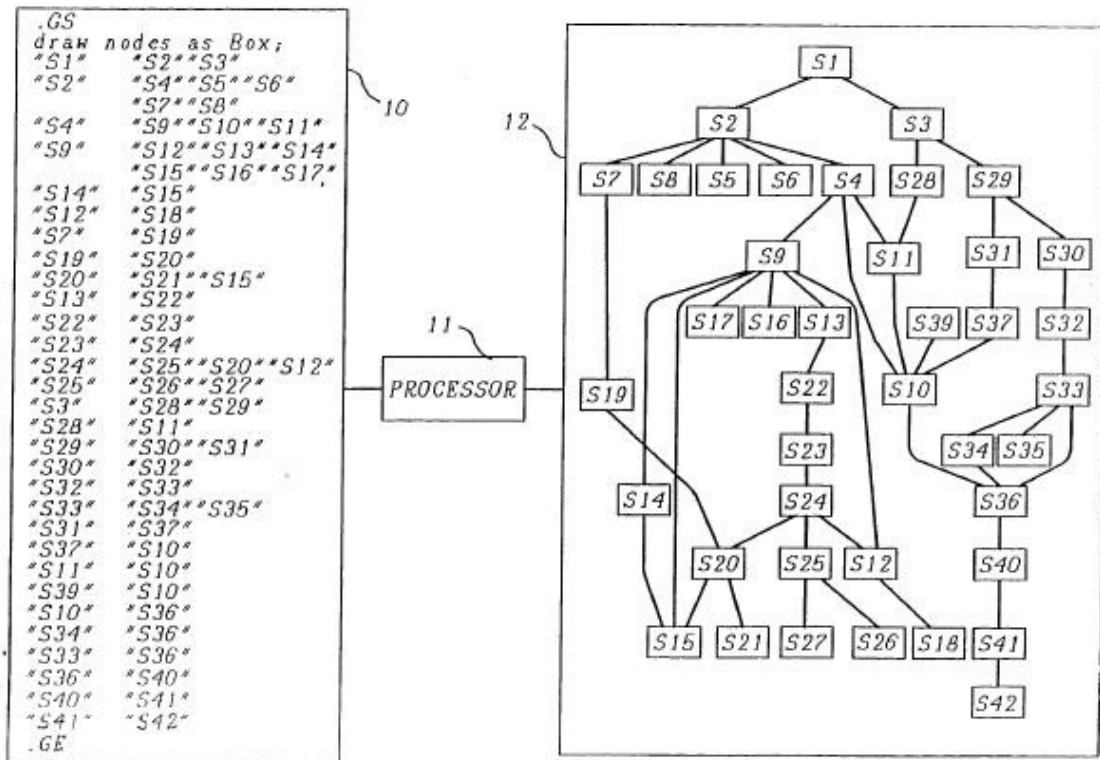 .GS
draw nodes as Box;
"S1" "S2""S3"
"S2" "S4""S5""S6"
"S7""S8"
"S4" "S9""S10""S11"
"S9" "S12""S13""S14"
"S15""S16""S17"
"S14" "S15"
"S12" "S18"
"S7" "S19"
"S19" "S20"
"S20" "S21""S15"
"S13" "S22"
"S22" "S23"
"S23" "S24"
"S24" "S25""S20""S12"
"S25" "S26""S27"
"S3" "S28""S29"
"S28" "S11"
"S29" "S30""S31"
"S30" "S32"
"S32" "S33"
"S33" "S34""S35"
"S31" "S37"
"S37" "S10"
"S11" "S10"
"S39" "S10"
"S10" "S36"
"S34" "S36"
"S33" "S36"
"S36" "S40"
"S40" "S41"
"S41" "S42"
.GE
10
11
PROCESSOR
12
S1
S2 S3
S7 S8 S5 S6 S4 S28 S29
S9 S11 S31 S30
S17 S16 S13 S39 S37 S32
S19 S22 S10 S33
S23 S34 S35
S14 S24 S36
S20 S25 S12 S40
S15 S21 S27 S26 S18 S41
S42